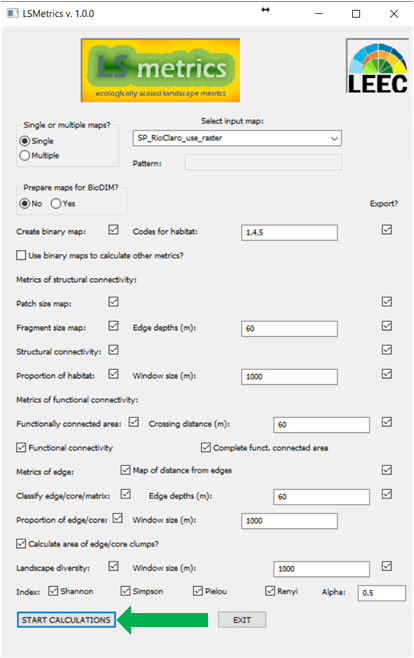 LSMetrics v. 1.0.0
LS metrics
ecologically scaled landscape metrics
LEEC
Single or multiple maps?
Single
Multiple
Select input map:
SP_RioClaro_use_raster
Pattern:
Prepare maps for BioDIM?
No Yes
Export?
Create binary map: Codes for habitat: 1,4,5
Use binary maps to calculate other metrics?
Metrics of structural connectivity:
Patch size map:
Fragment size map: Edge depths (m): 60
Structural connectivity:
Proportion of habitat: Window size (m): 1000
Metrics of functional connectivity:
Functionally connected area: Crossing distance (m): 60
Functional connectivity Complete funct. connected area
Metrics of edge: Map of distance from edges
Classify edge/core/matrix: Edge depths (m): 60
Proportion of edge/core: Window size (m): 1000
Calculate area of edge/core clumps?
Landscape diversity: Window size (m): 1000
Index: Shannon Simpson Pielou Renyi Alpha: 0.5
START CALCULATIONS EXIT